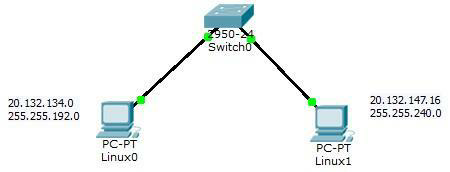 2950-24
Switch0
20.132.134.0
255.255.192.0
PC-PT
Linux0
20.132.147.16
255.255.240.0
PC-PT
Linux1